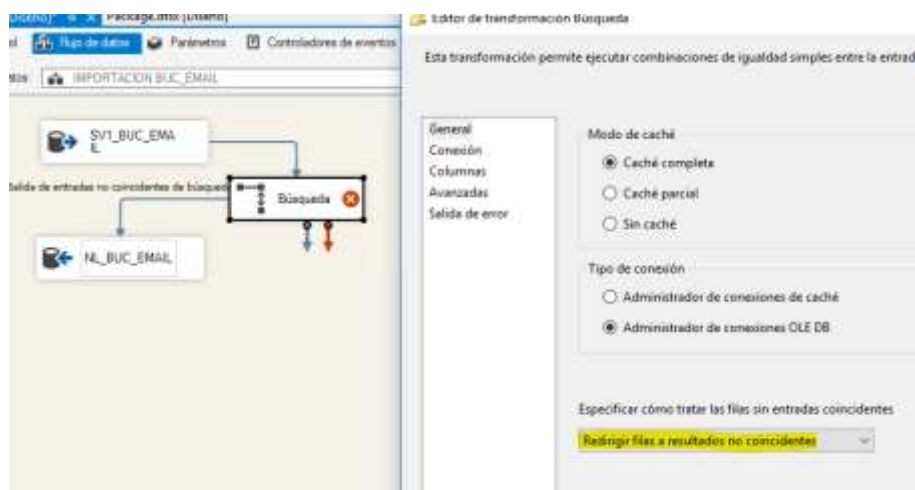 Diseño)* Package.dtsx [Diseño]
Flujo de datos Parámetros Controladores de eventos
IMPORTACION BUC_EMAIL
SV1_BUC_EMA
IL
Salida de entradas no coincidentes de búsqued
Búsqueda
NL_BUC_EMAIL
Editor de transformación Búsqueda
Esta transformación permite ejecutar combinaciones de igualdad simples entre la entrad
General
Conexión
Columnas
Avanzadas
Salida de error
Modo de caché
Caché completa
Caché parcial
Sin caché
Tipo de conexión
Administrador de conexiones de caché
Administrador de conexiones OLE DB
Especificar cómo tratar las filas sin entradas coincidentes
Redirigir filas a resultados no coincidentes